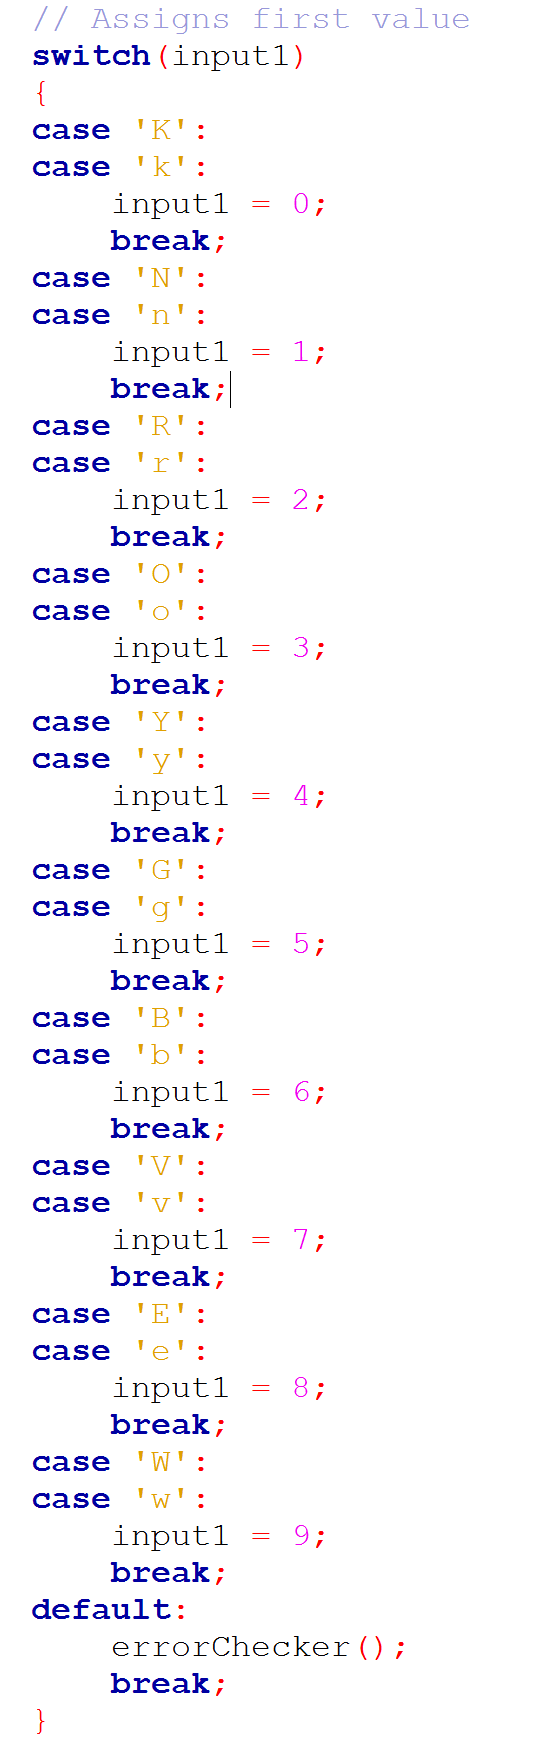 // Assigns first value
switch(input1)
{
case 'K':
case 'k':
    input1 = 0;
    break;
case 'N':
case 'n':
    input1 = 1;
    break;
case 'R':
case 'r':
    input1 = 2;
    break;
case 'O':
case 'o':
    input1 = 3;
    break;
case 'Y':
case 'y':
    input1 = 4;
    break;
case 'G':
case 'g':
    input1 = 5;
    break;
case 'B':
case 'b':
    input1 = 6;
    break;
case 'V':
case 'v':
    input1 = 7;
    break;
case 'E':
case 'e':
    input1 = 8;
    break;
case 'W':
case 'w':
    input1 = 9;
    break;
default:
    errorChecker();
    break;
}